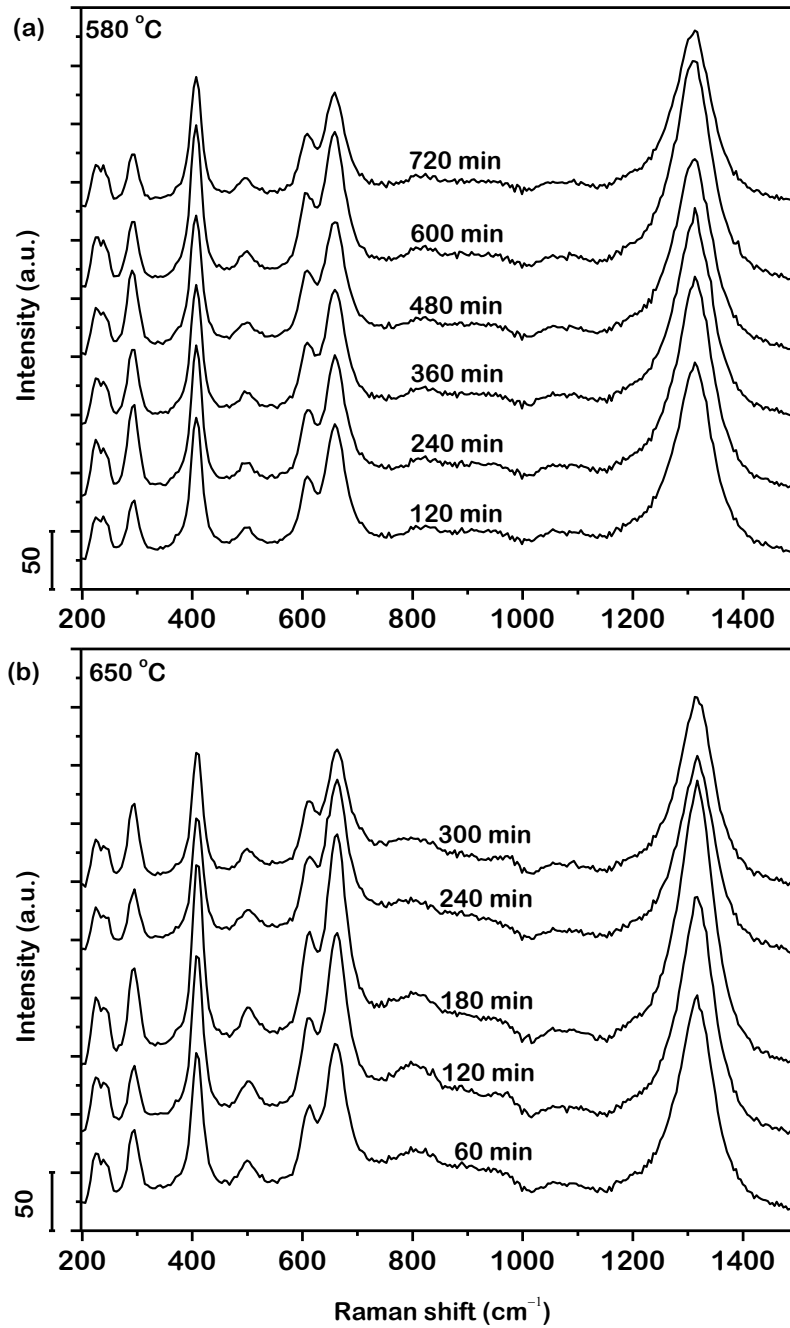 (a)
580 °C
720 min
600 min
480 min
360 min
240 min
120 min
Intensity (a.u.)
50
200 400 600 800 1000 1200 1400
(b)
650 °C
300 min
240 min
180 min
120 min
60 min
Intensity (a.u.)
50
200 400 600 800 1000 1200 1400
Raman shift (cm⁻¹)